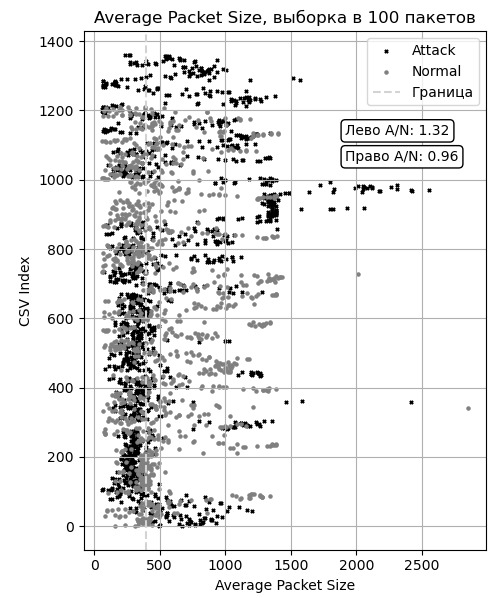 Average Packet Size, выборка в 100 пакетов
1400
1200
1000
800
600
400
200
0
CSV Index
Attack
Normal
Граница
Лево A/N: 1.32
Право A/N: 0.96
0
500
1000
1500
2000
2500
Average Packet Size